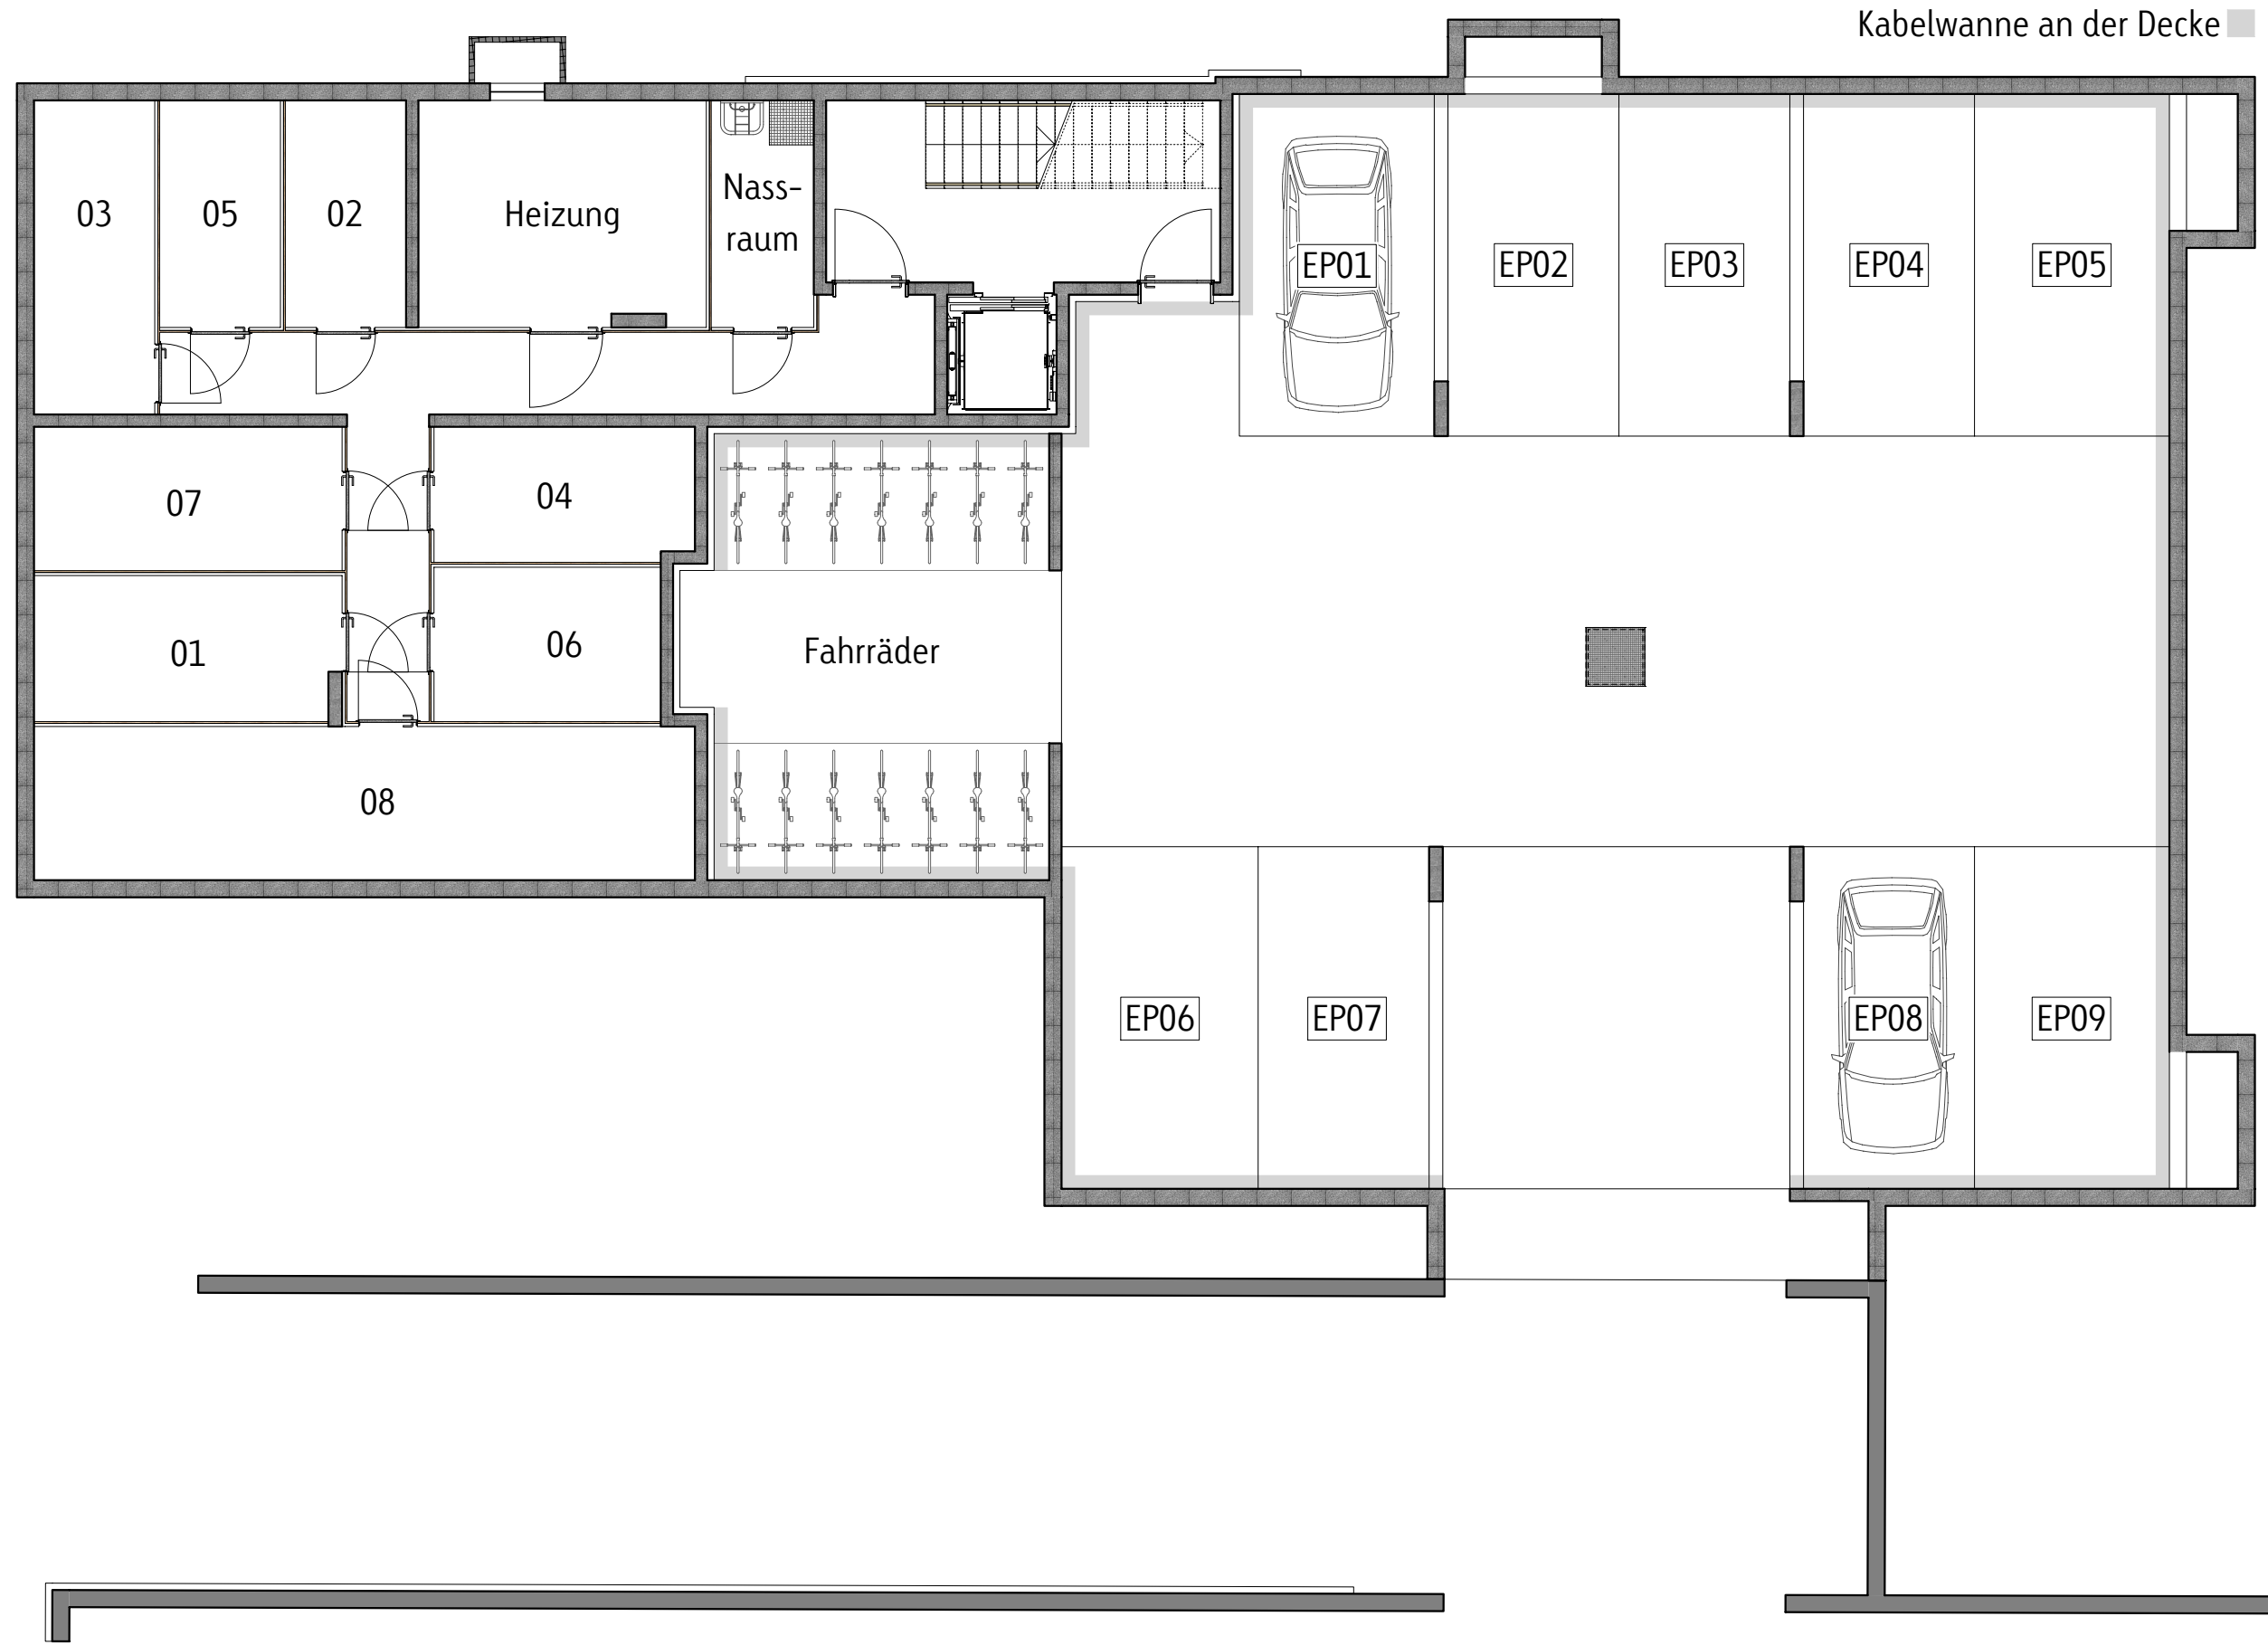 Kabelwanne an der Decke
03
05
02
Heizung
Nass-
raum
EP01
EP02
EP03
EP04
EP05
07
04
01
06
Fahrräder
08
EP06
EP07
EP08
EP09